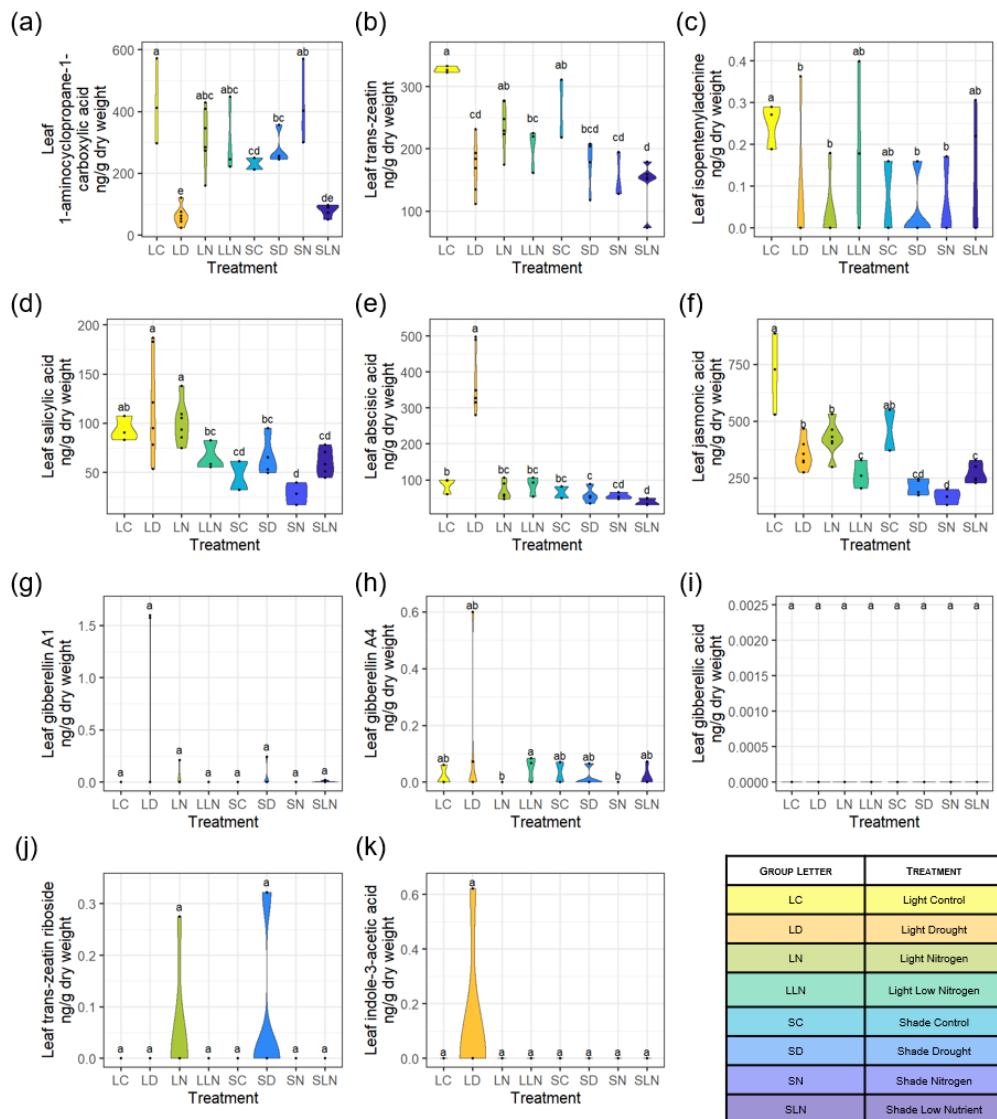 (a)
Leaf
1-aminocyclopropane-1-
carboxylic acid
ng/g dry weight
600
400
200
0
a
e
abc
abc
cd
bc
ab
de
LC LD LN LLN SC SD SN SLN
Treatment
(b)
Leaf trans-zeatin
ng/g dry weight
300
200
100
a
cd
ab
bc
ab
bcd
cd
d
LC LD LN LLN SC SD SN SLN
Treatment
(c)
Leaf isopentenyladenine
ng/g dry weight
0.4
0.3
0.2
0.1
0.0
a
b
b
ab
ab
b
b
ab
LC LD LN LLN SC SD SN SLN
Treatment
(d)
Leaf salicylic acid
ng/g dry weight
200
150
100
50
ab
a
a
bc
cd
bc
d
cd
LC LD LN LLN SC SD SN SLN
Treatment
(e)
Leaf abscisic acid
ng/g dry weight
500
400
300
200
100
b
a
bc
bc
bc
c
cd
d
LC LD LN LLN SC SD SN SLN
Treatment
(f)
Leaf jasmonic acid
ng/g dry weight
750
500
250
a
b
b
c
ab
cd
d
c
LC LD LN LLN SC SD SN SLN
Treatment
(g)
Leaf gibberellin A1
ng/g dry weight
1.5
1.0
0.5
0.0
a
a
a
a
a
a
a
a
LC LD LN LLN SC SD SN SLN
Treatment
(h)
Leaf gibberellin A4
ng/g dry weight
0.6
0.4
0.2
0.0
ab
ab
b
a
ab
ab
b
ab
LC LD LN LLN SC SD SN SLN
Treatment
(i)
Leaf gibberellic acid
ng/g dry weight
0.0025
0.0020
0.0015
0.0010
0.0005
0.0000
a a a a a a a a
LC LD LN LLN SC SD SN SLN
Treatment
(j)
Leaf trans-zeatin riboside
ng/g dry weight
0.3
0.2
0.1
0.0
a
a
a
a
a
a
a
a
LC LD LN LLN SC SD SN SLN
Treatment
(k)
Leaf indole-3-acetic acid
ng/g dry weight
0.6
0.4
0.2
0.0
a
a
a
a
a
a
a
a
LC LD LN LLN SC SD SN SLN
Treatment
GROUP LETTER TREATMENT
LC Light Control
LD Light Drought
LN Light Nitrogen
LLN Light Low Nitrogen
SC Shade Control
SD Shade Drought
SN Shade Nitrogen
SLN Shade Low Nutrient